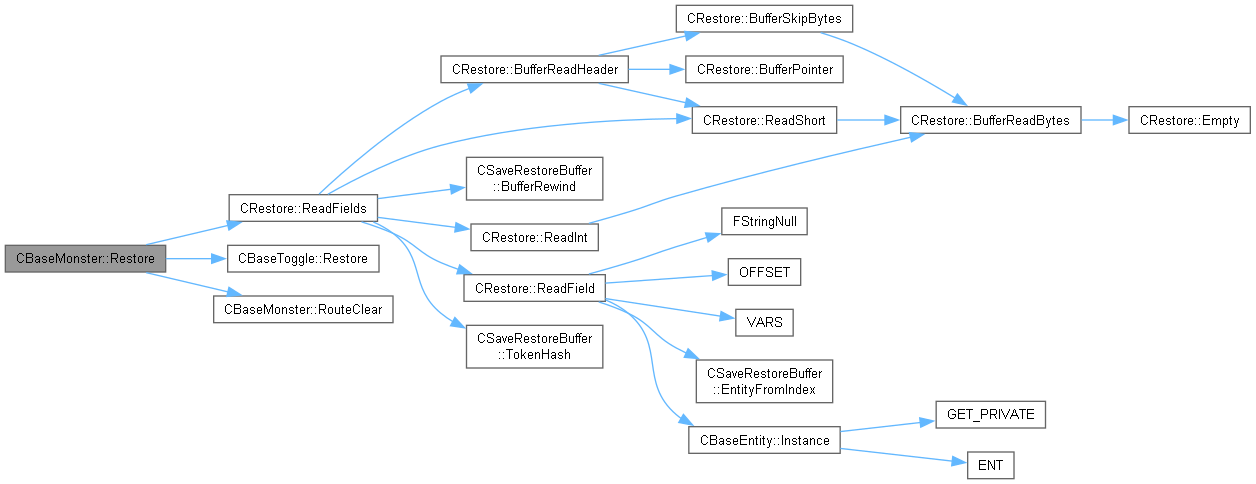 CBaseMonster::Restore
CRestore::ReadFields
CBaseToggle::Restore
CBaseMonster::RouteClear
CRestore::BufferReadHeader
CSaveRestoreBuffer
::BufferRewind
CRestore::ReadInt
CRestore::ReadField
CSaveRestoreBuffer
::TokenHash
CRestore::BufferSkipBytes
CRestore::BufferPointer
CRestore::ReadShort
FStringNull
OFFSET
VARS
CSaveRestoreBuffer
::EntityFromIndex
CBaseEntity::Instance
CRestore::BufferReadBytes
GET_PRIVATE
ENT
CRestore::Empty